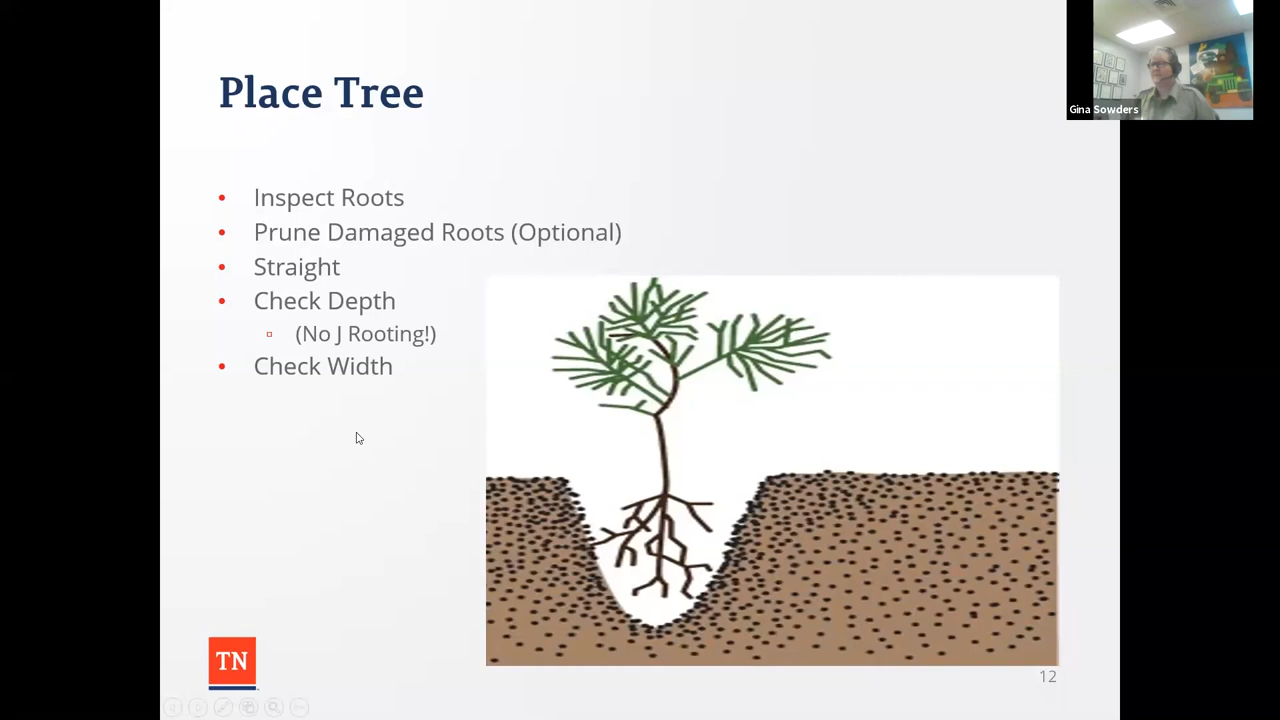 Place Tree
Gina Sowders
• Inspect Roots
• Prune Damaged Roots (Optional)
• Straight
• Check Depth
(No J Rooting!)
• Check Width
TN
12